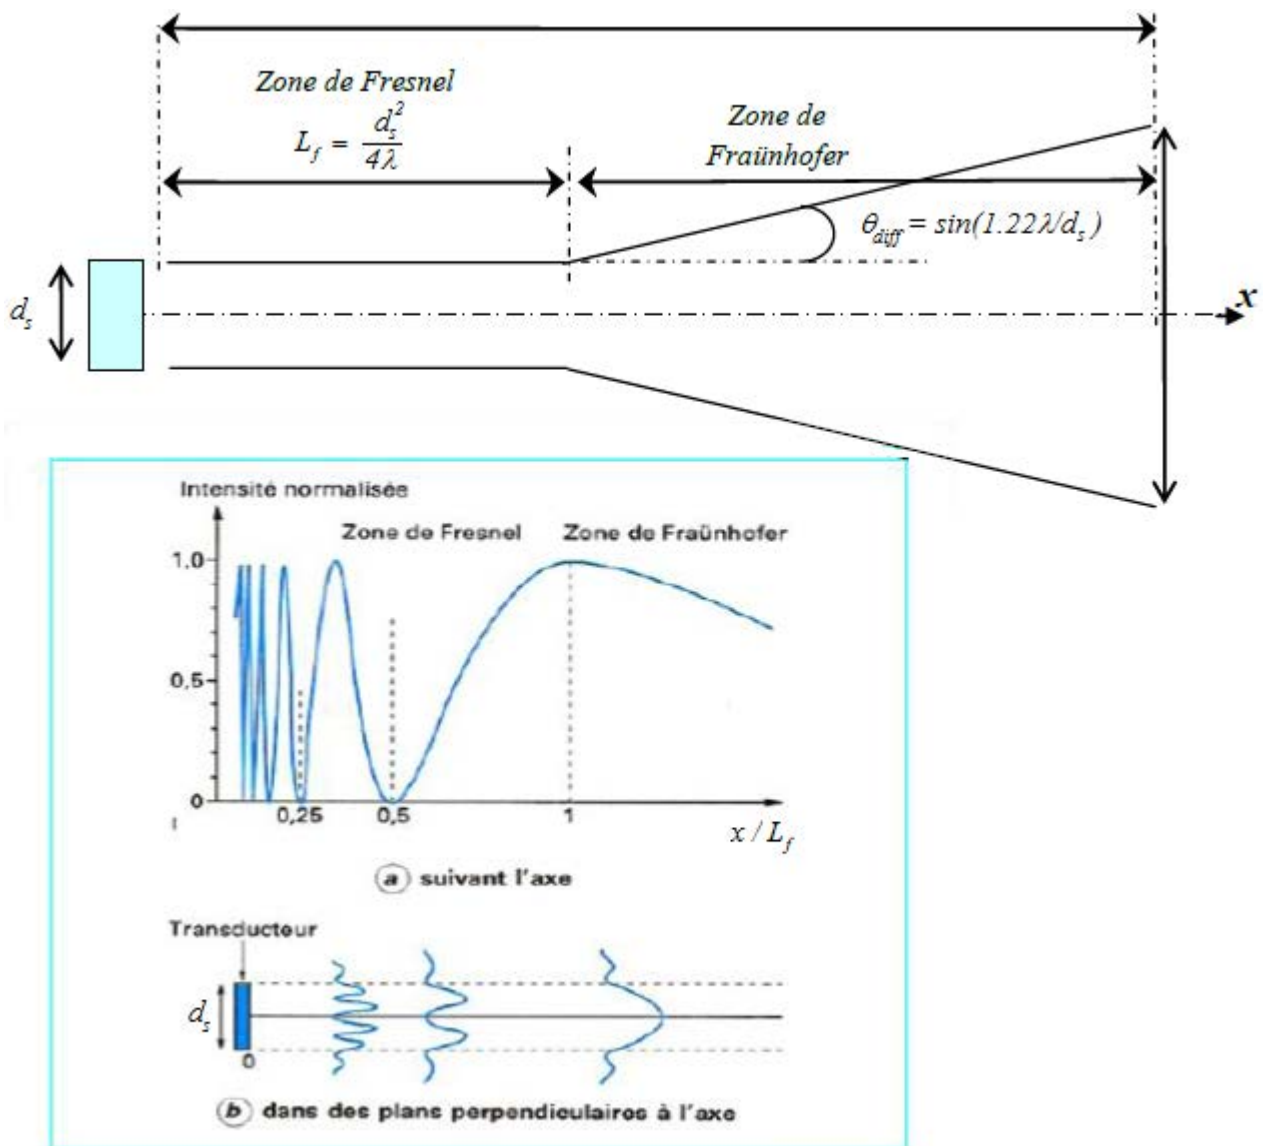 Zone de Fresnel
L_f = d_s^2 / 4λ
Zone de
Fraünhofer
θ_diff = sin(1.22λ/d_s)
d_s
x
Intensité normalisée
Zone de Fresnel Zone de Fraünhofer
1.0
0,5
0
0,25 0,5 1
x / L_f
a suivant l'axe
Transducteur
d_s
0
b dans des plans perpendiculaires à l'axe